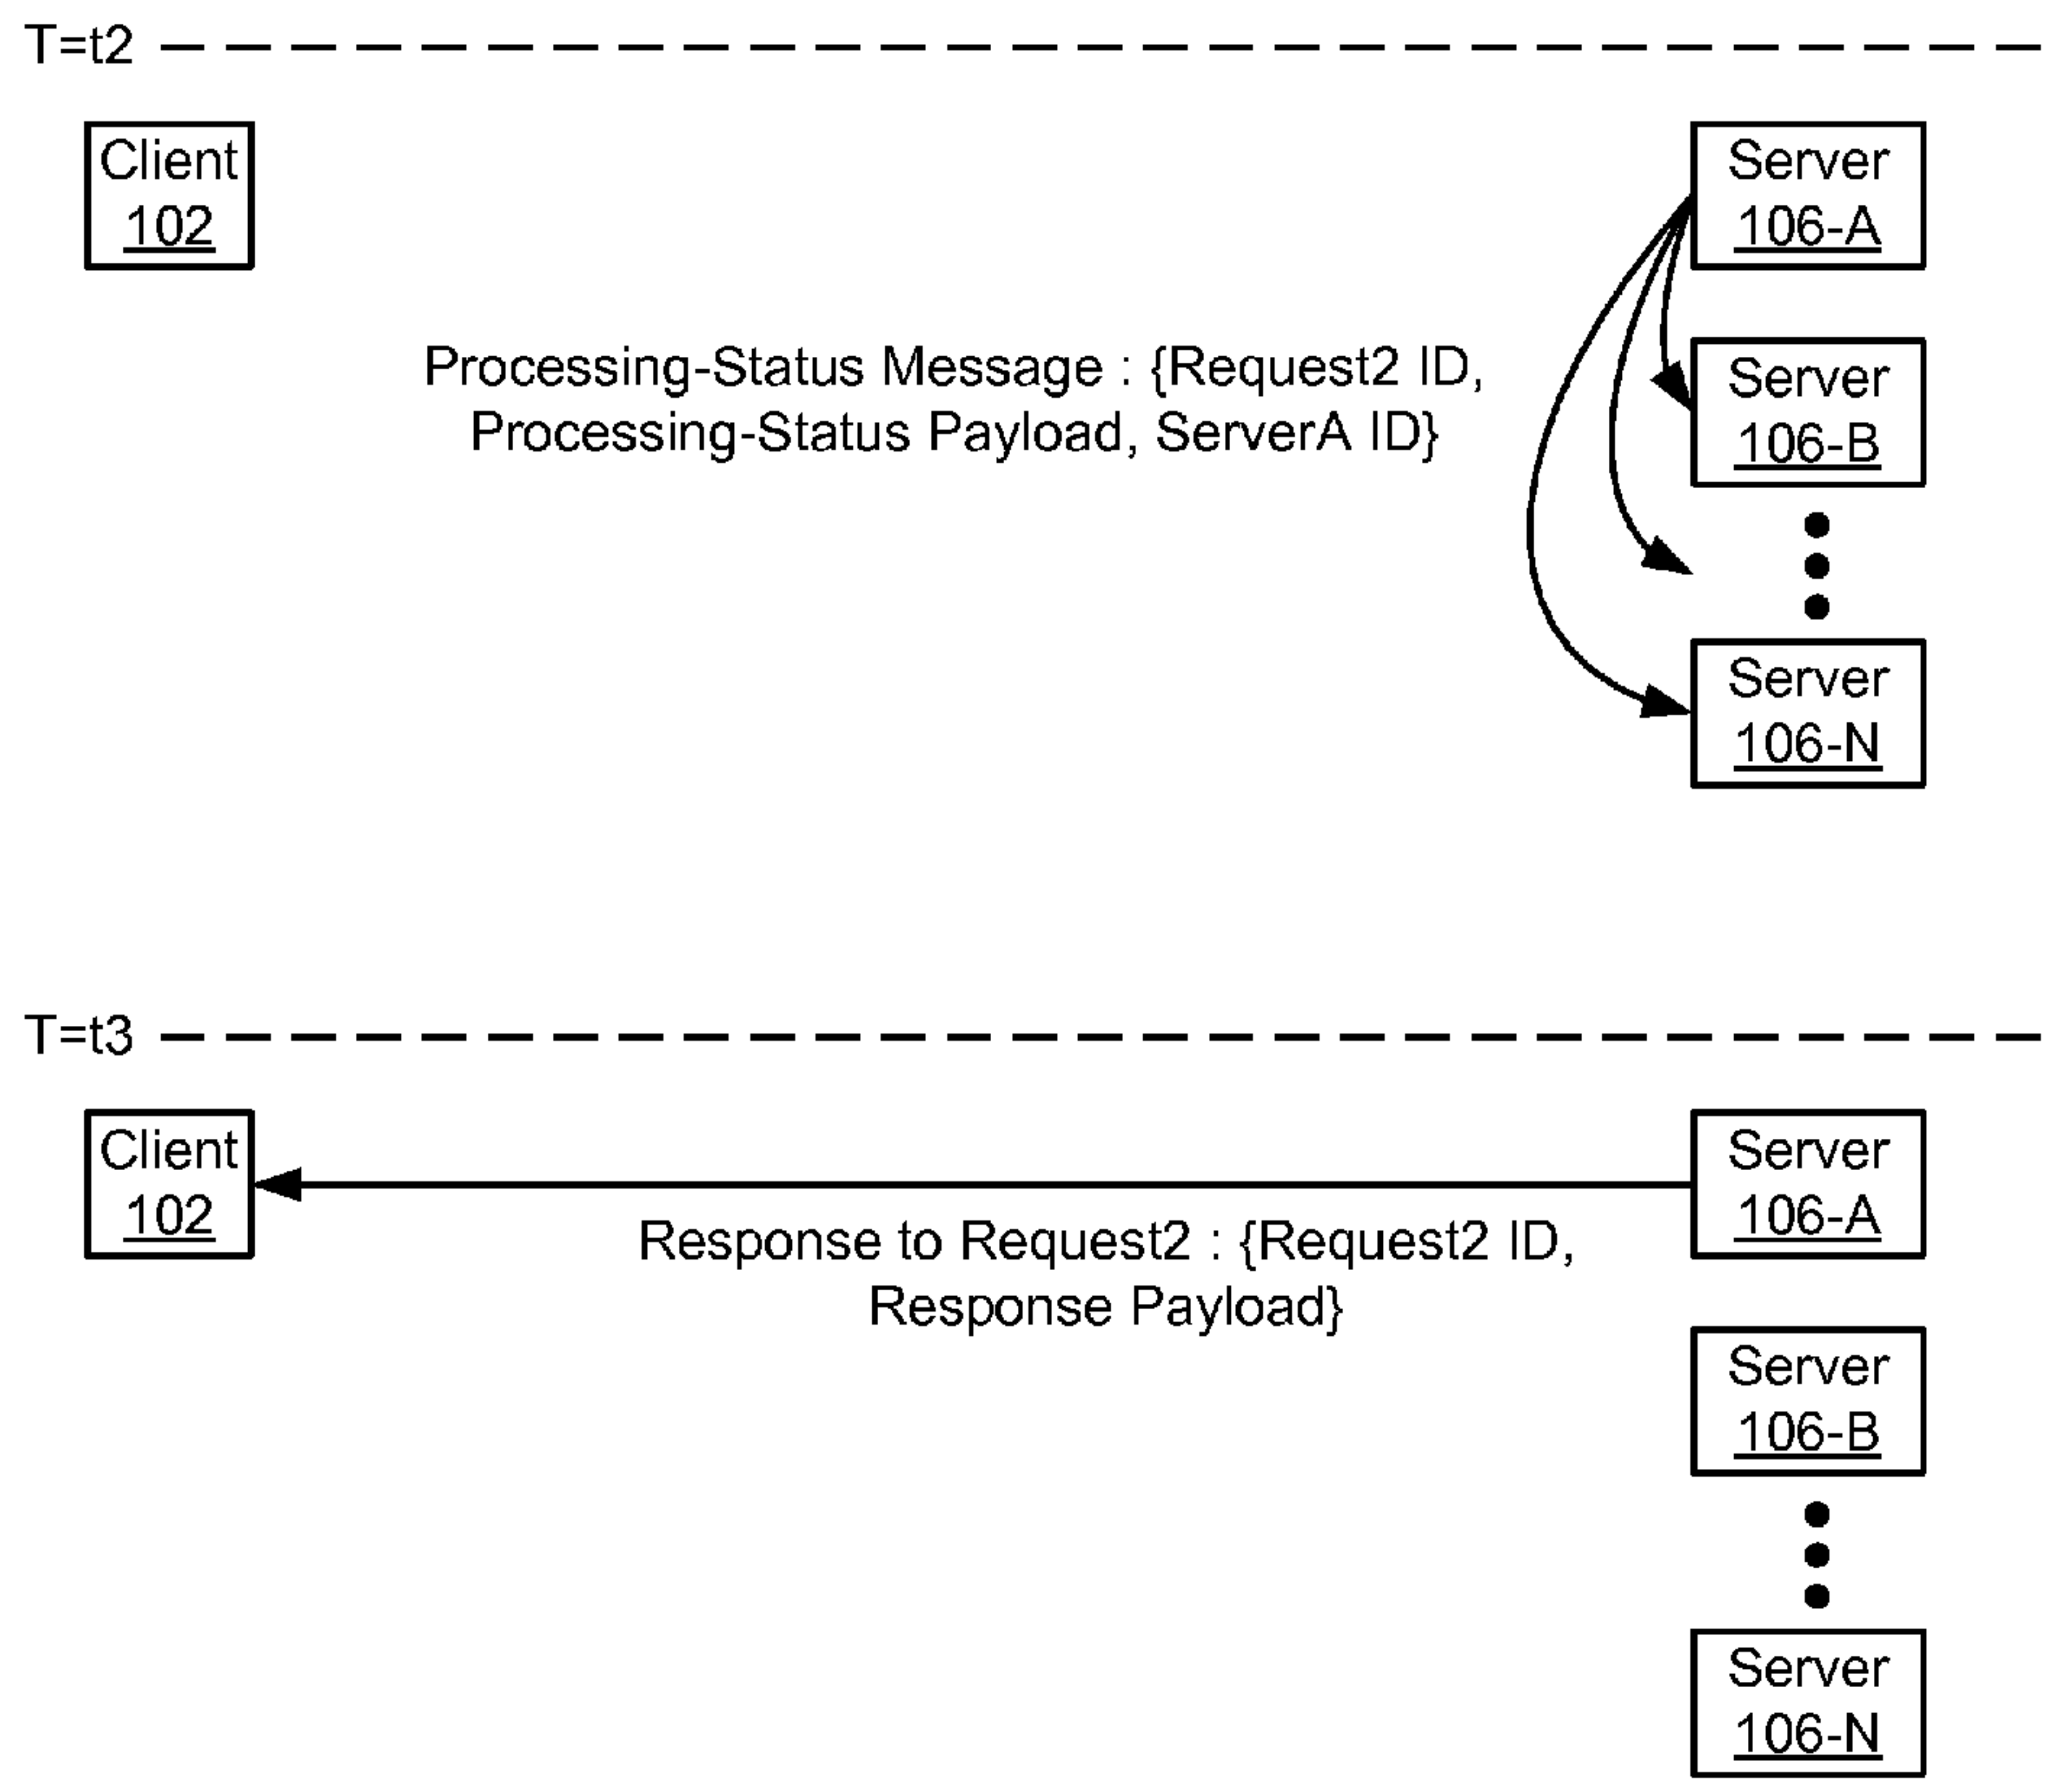 T=t2
Client
102
Server
106-A
Processing-Status Message : {Request2 ID,
Processing-Status Payload, ServerA ID}
Server
106-B
Server
106-N
T=t3
Client
102
Server
106-A
Response to Request2 : {Request2 ID,
Response Payload}
Server
106-B
Server
106-N